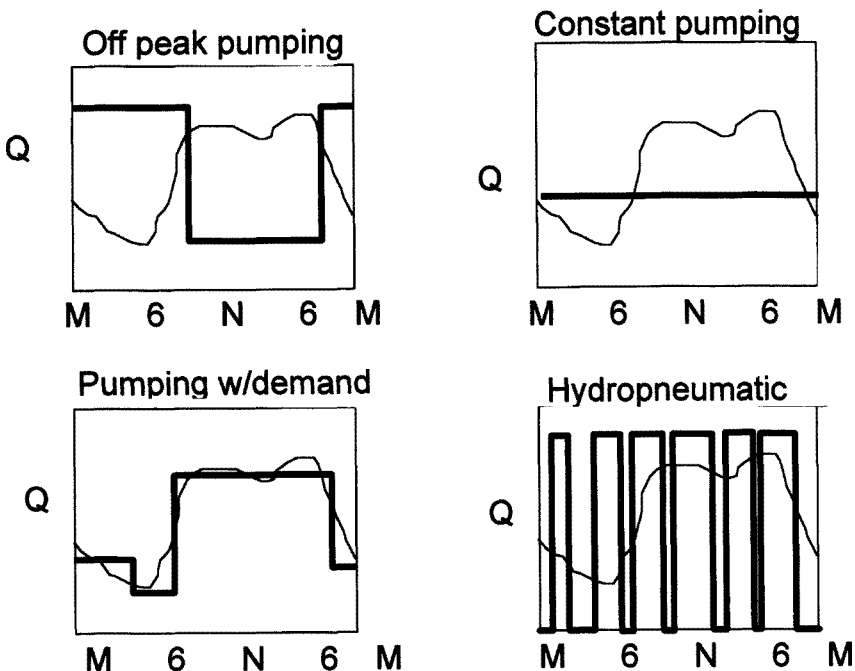 Off peak pumping
Constant pumping
Q
Q
M 6 N 6 M
M 6 N 6 M
Pumping w/demand
Hydropneumatic
Q
Q
M 6 N 6 M
M 6 N 6 M